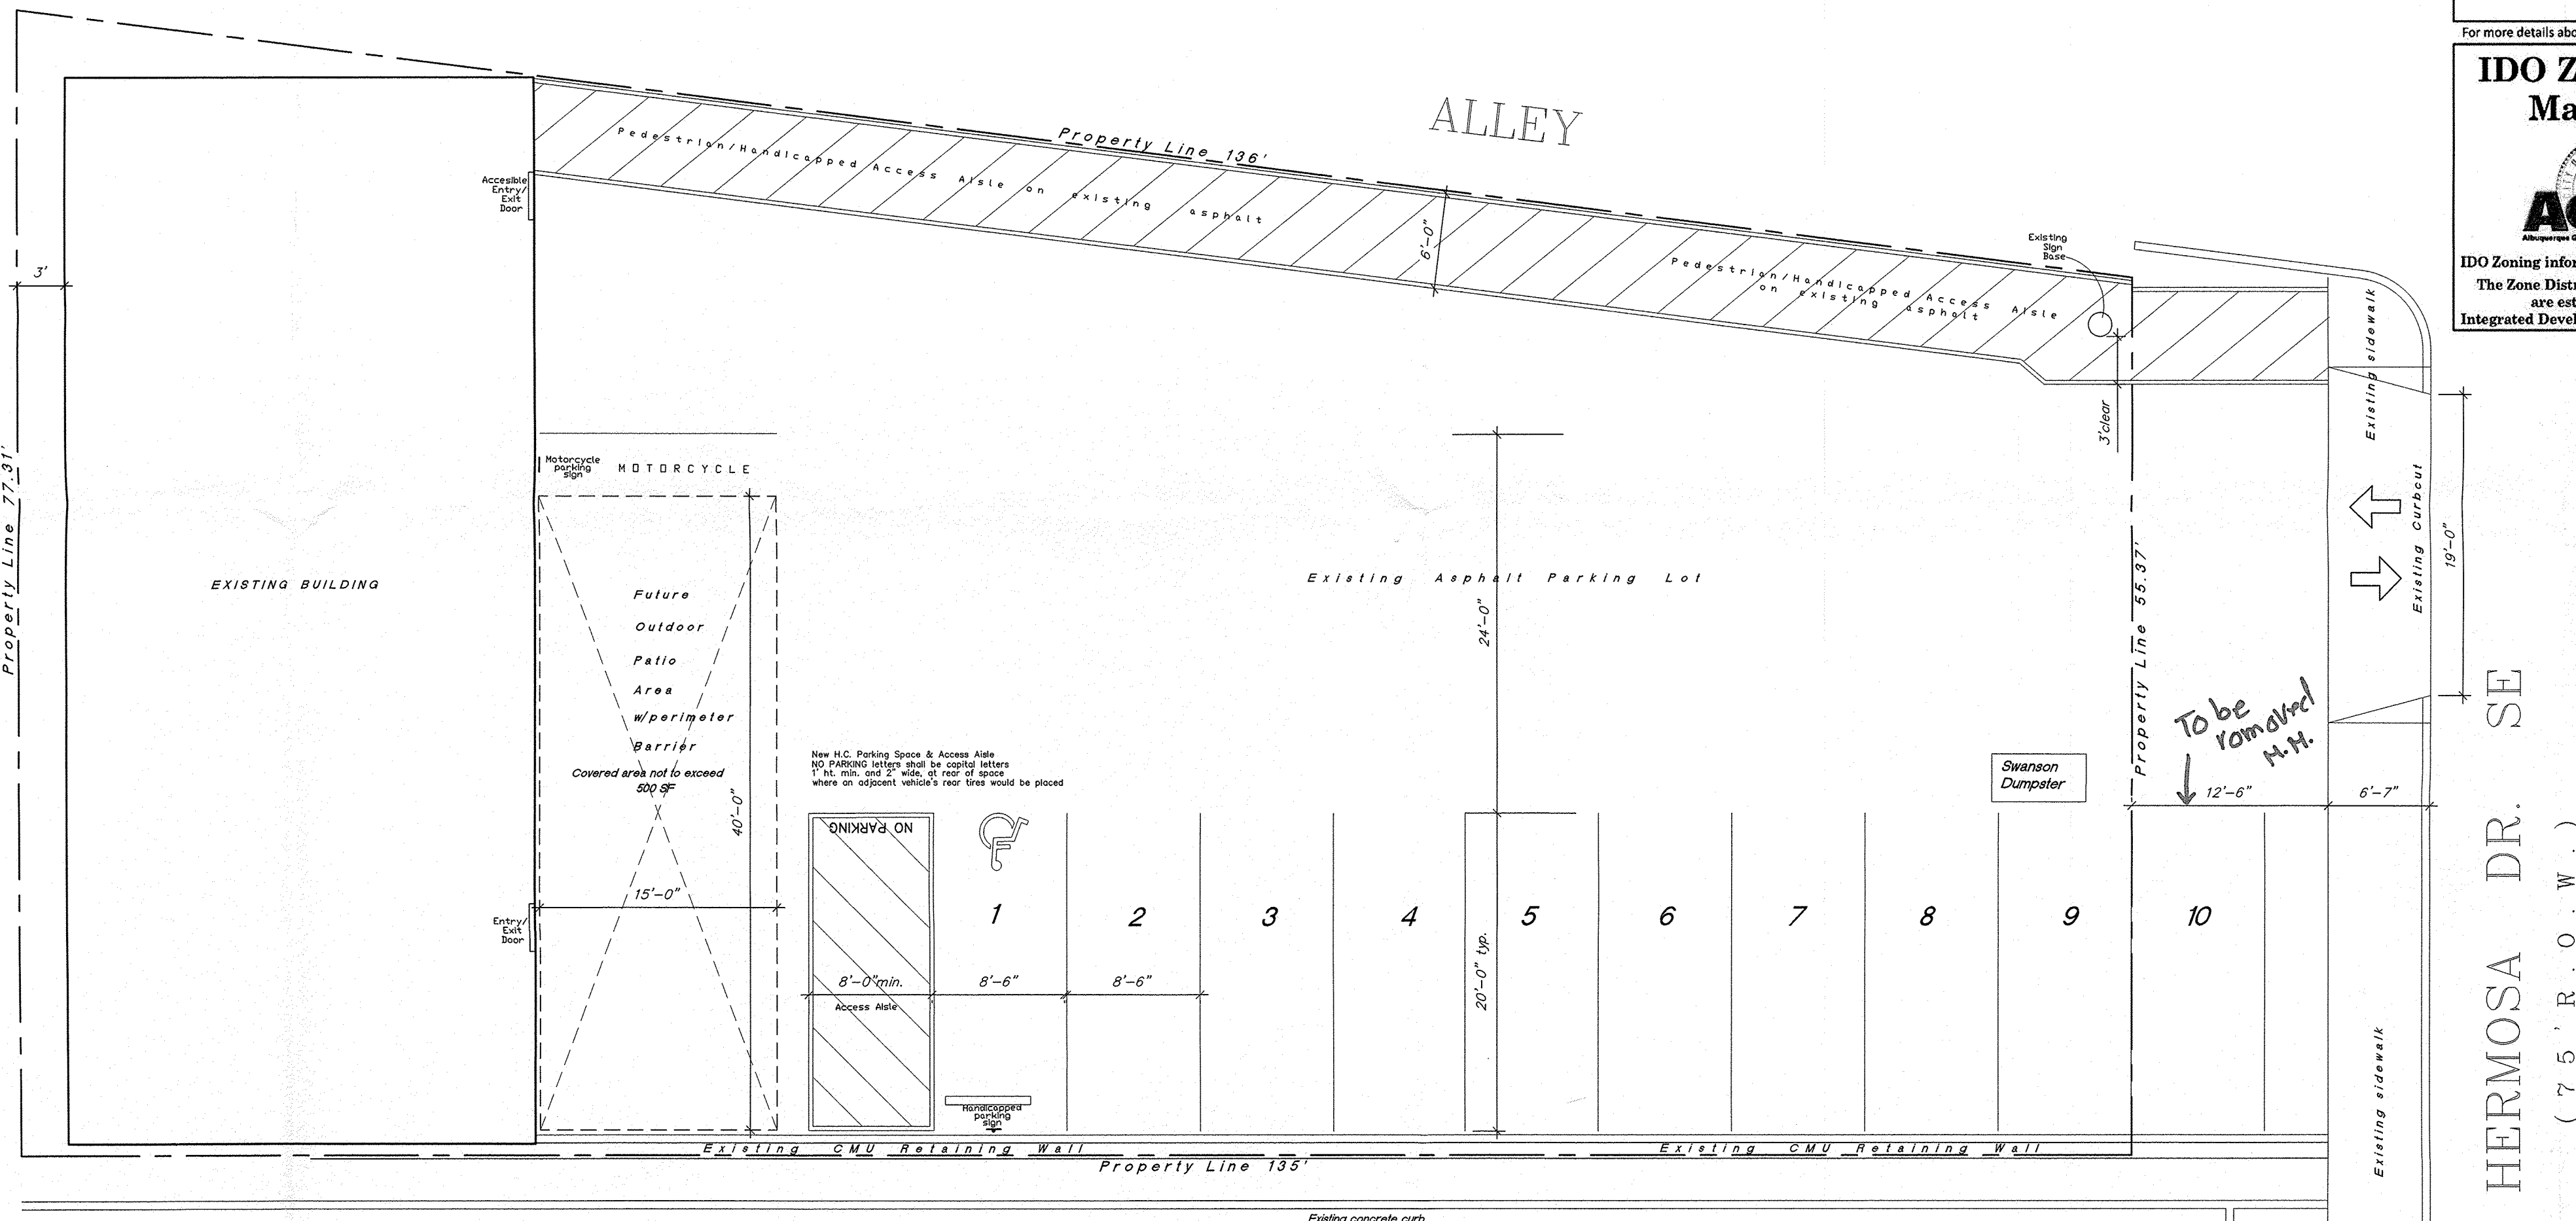 For more details abo
IDO Z
Ma
Albuquerque G
IDO Zoning infor
The Zone Distr
are est
Integrated Devel
ALLEY
Property Line 136'
Pedestrian/Handicapped Access Aisle on existing asphalt
Accesible
Entry/
Exit
Door
6'-0"
Existing
Sign
Base
Pedestrian/Handicapped Access Aisle
on existing asphalt
3'
Existing sidewalk
3'clear
Motorcycle
parking
sign
MOTORCYCLE
Property Line 77.31'
EXISTING BUILDING
Future
Outdoor
Patio
Area
w/perimeter
Barrier
Covered area not to exceed
500 SF
40'-0"
15'-0"
Existing Asphalt Parking Lot
24'-0"
Property Line 55.37'
Existing Curbcut
19'-0"
To be
romoved
M.M.
12'-6"
6'-7"
Swanson
Dumpster
New H.C. Parking Space & Access Aisle
NO PARKING letters shall be capital letters
1' ht. min. and 2" wide, at rear of space
where an adjacent vehicle's rear tires would be placed
NO PARKING
1
2
3
4
5
6
7
8
9
10
Entry/
Exit
Door
8'-0"min.
8'-6"
8'-6"
Access Aisle
20'-0" typ.
Handicapped
parking
sign
Existing CMU Retaining Wall
Existing CMU Retaining Wall
Property Line 135'
Existing sidewalk
HERMOSA DR. SE
(75'R.O.W.)
Existing concrete curb